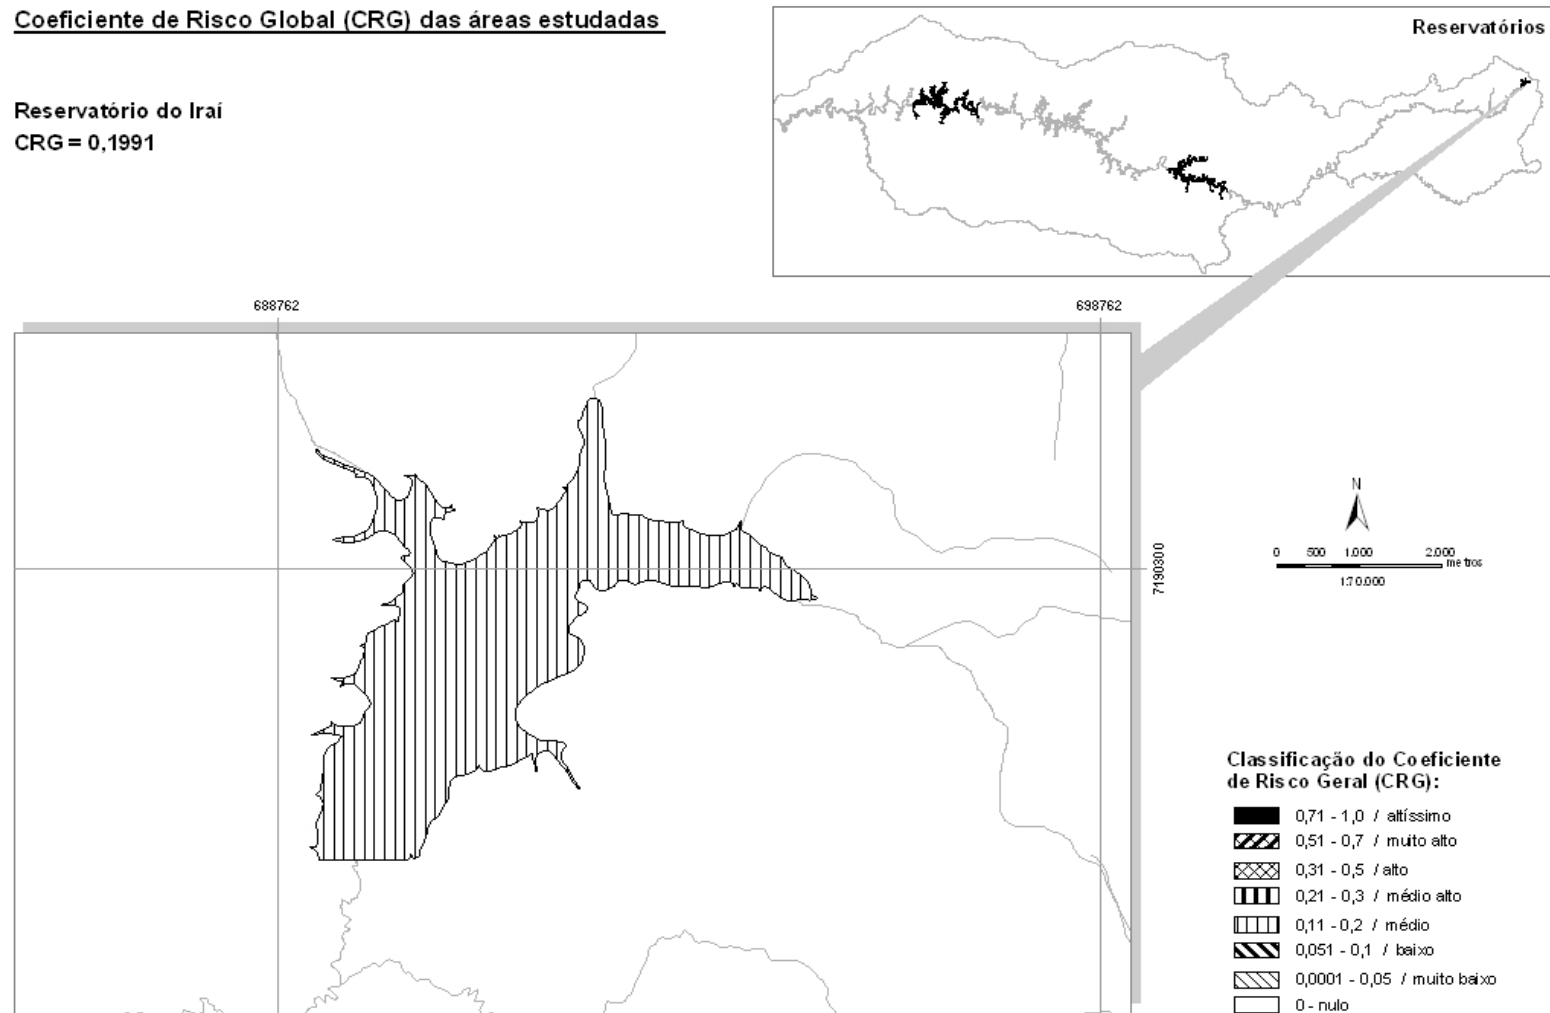 Coeficiente de Risco Global (CRG) das áreas estudadas
Reservatórios
Reservatório do Iraí
CRG = 0,1991
688762
698762
7190300
N
0 500 1.000 2.000
metros
1:70.000
Classificação do Coeficiente
de Risco Geral (CRG):
0,71 - 1,0 / altíssimo
0,51 - 0,7 / muito alto
0,31 - 0,5 / alto
0,21 - 0,3 / médio alto
0,11 - 0,2 / médio
0,051 - 0,1 / baixo
0,0001 - 0,05 / muito baixo
0 - nulo